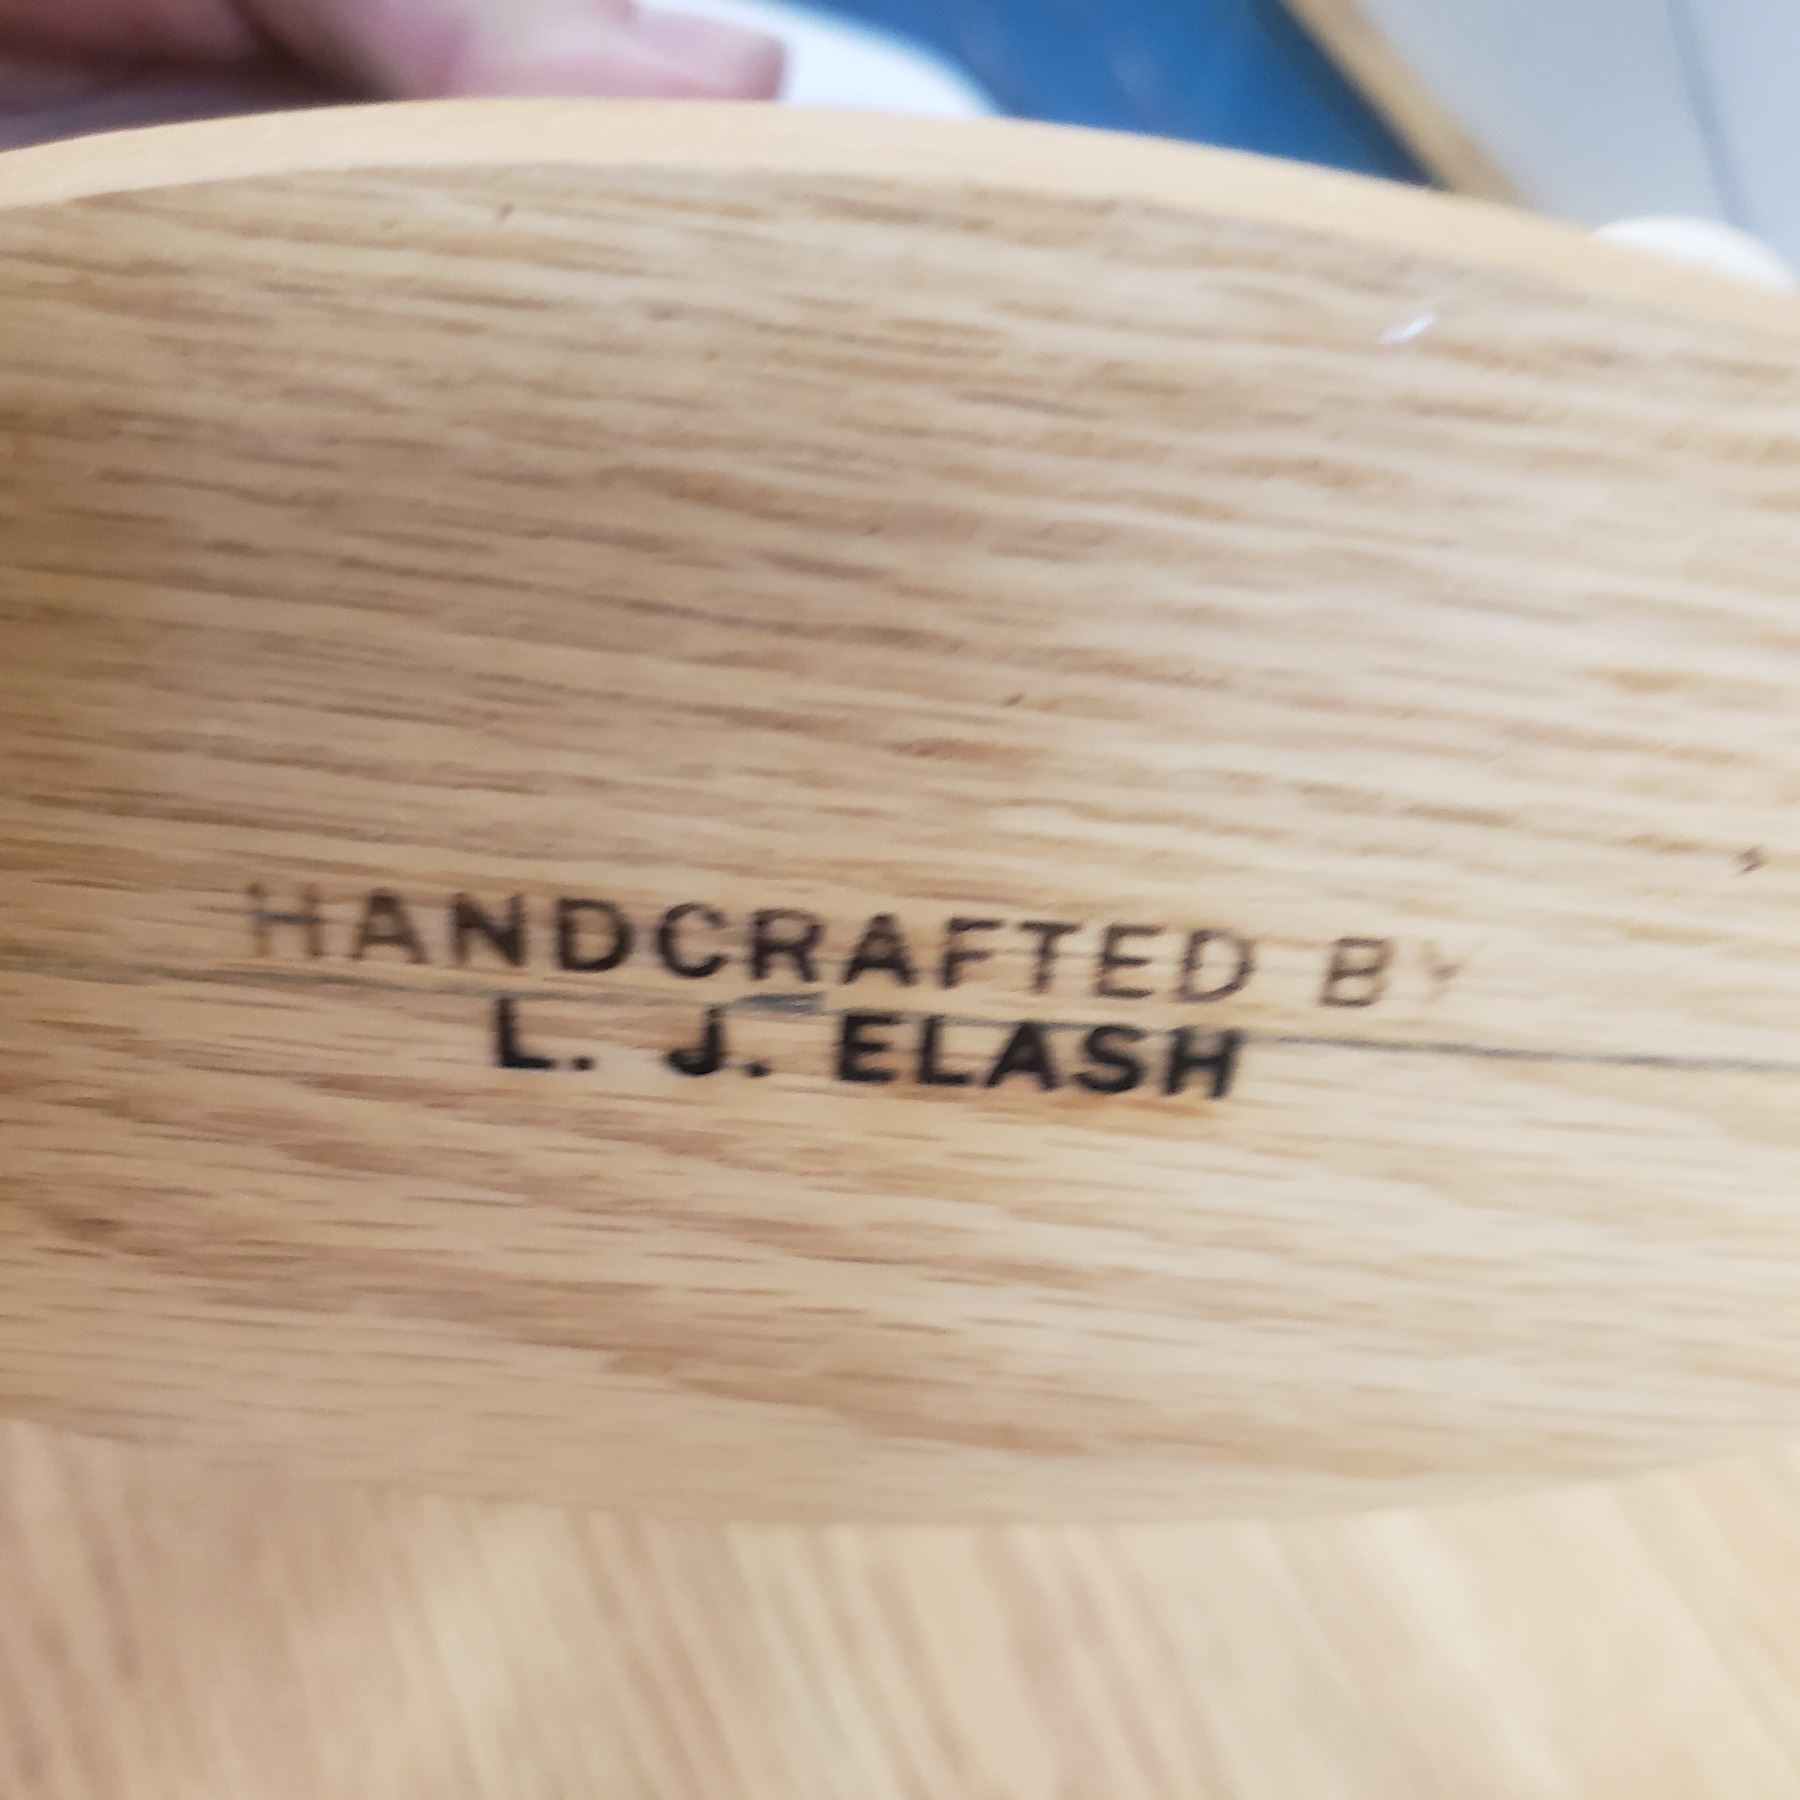 HANDCRAFTED BY
L. J. ELASH